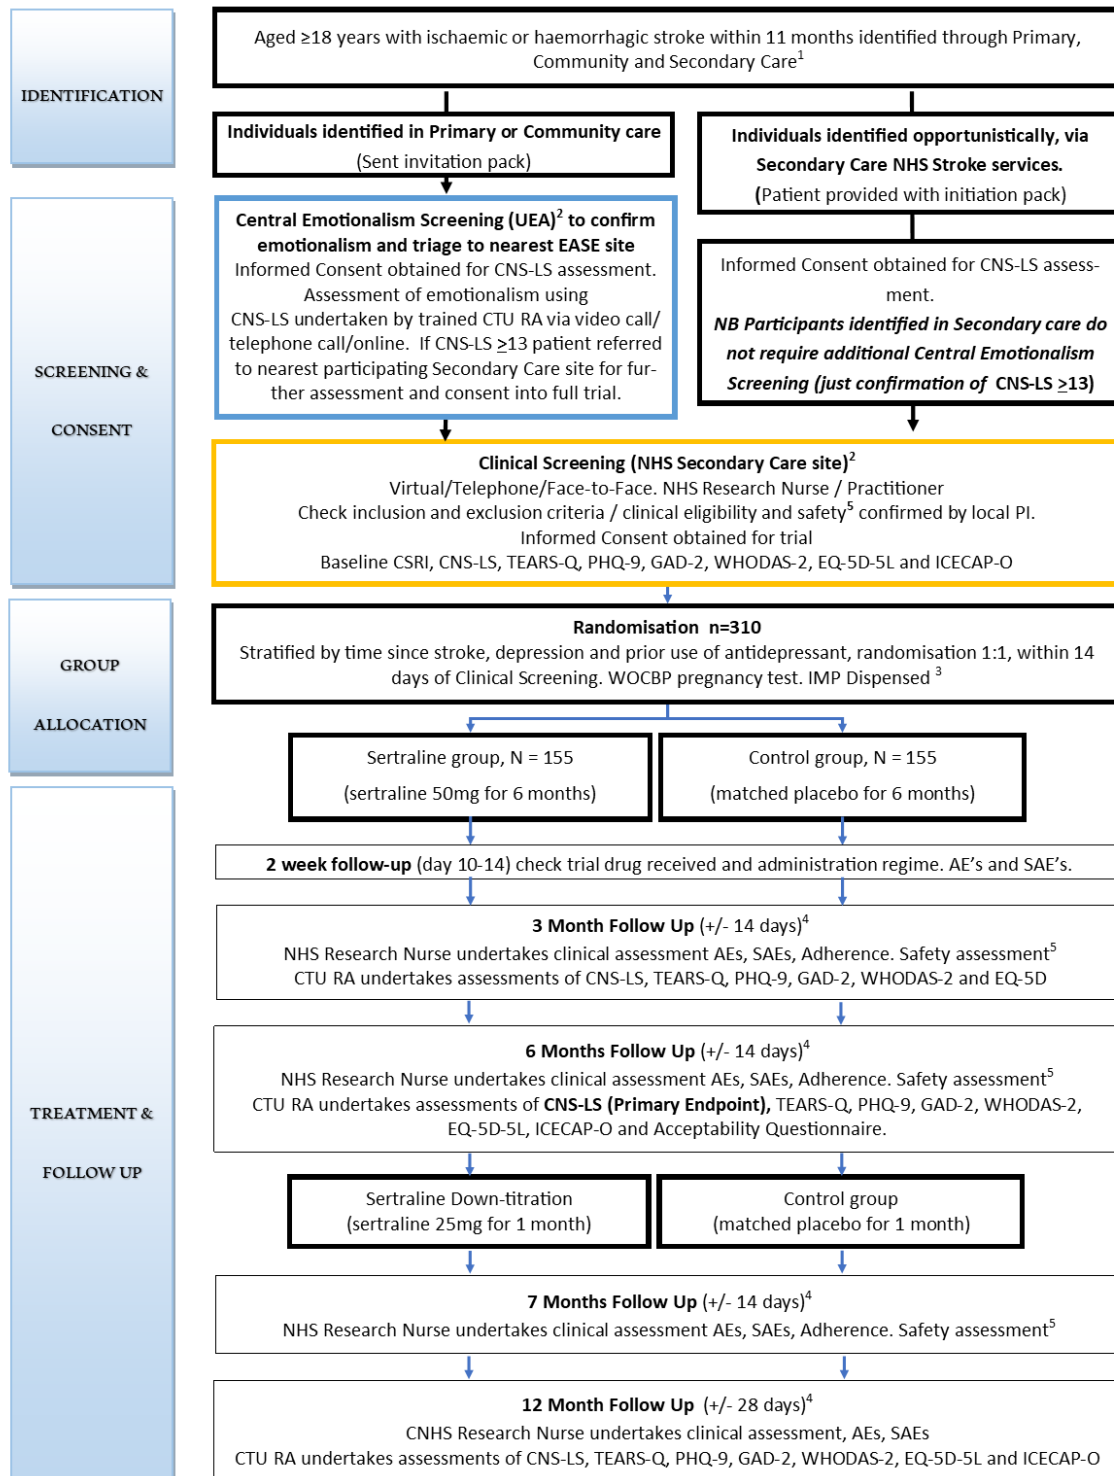 IDENTIFICATION
Aged ≥18 years with ischaemic or haemorrhagic stroke within 11 months identified through Primary,
Community and Secondary Care1
Individuals identified in Primary or Community care
(Sent invitation pack)
Individuals identified opportunistically, via
Secondary Care NHS Stroke services.
(Patient provided with initiation pack)
SCREENING &
CONSENT
Central Emotionalism Screening (UEA)2 to confirm
emotionalism and triage to nearest EASE site
Informed Consent obtained for CNS-LS assessment.
Assessment of emotionalism using
CNS-LS undertaken by trained CTU RA via video call/
telephone call/online. If CNS-LS ≥13 patient referred
to nearest participating Secondary Care site for fur-
ther assessment and consent into full trial.
Informed Consent obtained for CNS-LS assess-
ment.
NB Participants identified in Secondary care do
not require additional Central Emotionalism
Screening (just confirmation of CNS-LS ≥13)
Clinical Screening (NHS Secondary Care site)2
Virtual/Telephone/Face-to-Face. NHS Research Nurse / Practitioner
Check inclusion and exclusion criteria / clinical eligibility and safety5 confirmed by local PI.
Informed Consent obtained for trial
Baseline CSRI, CNS-LS, TEARS-Q, PHQ-9, GAD-2, WHODAS-2, EQ-5D-5L and ICECAP-O
GROUP
ALLOCATION
Randomisation n=310
Stratified by time since stroke, depression and prior use of antidepressant, randomisation 1:1, within 14
days of Clinical Screening. WOCBP pregnancy test. IMP Dispensed 3
Sertraline group, N = 155
(sertraline 50mg for 6 months)
Control group, N = 155
(matched placebo for 6 months)
TREATMENT &
FOLLOW UP
2 week follow-up (day 10-14) check trial drug received and administration regime. AE's and SAE's.
3 Month Follow Up (+/- 14 days)4
NHS Research Nurse undertakes clinical assessment AEs, SAEs, Adherence. Safety assessment5
CTU RA undertakes assessments of CNS-LS, TEARS-Q, PHQ-9, GAD-2, WHODAS-2 and EQ-5D
6 Months Follow Up (+/- 14 days)4
NHS Research Nurse undertakes clinical assessment AEs, SAEs, Adherence. Safety assessment5
CTU RA undertakes assessments of CNS-LS (Primary Endpoint), TEARS-Q, PHQ-9, GAD-2, WHODAS-2,
EQ-5D-5L, ICECAP-O and Acceptability Questionnaire.
Sertraline Down-titration
(sertraline 25mg for 1 month)
Control group
(matched placebo for 1 month)
7 Months Follow Up (+/- 14 days)4
NHS Research Nurse undertakes clinical assessment AEs, SAEs, Adherence. Safety assessment5
12 Month Follow Up (+/- 28 days)4
CNHS Research Nurse undertakes clinical assessment, AEs, SAEs
CTU RA undertakes assessments of CNS-LS, TEARS-Q, PHQ-9, GAD-2, WHODAS-2, EQ-5D-5L and ICECAP-O